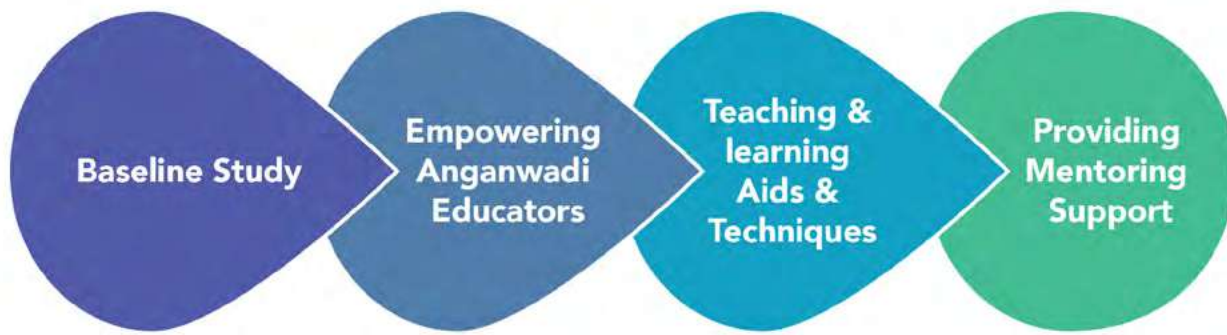 Baseline Study
Empowering
Anganwadi
Educators
Teaching &
learning
Aids &
Techniques
Providing
Mentoring
Support